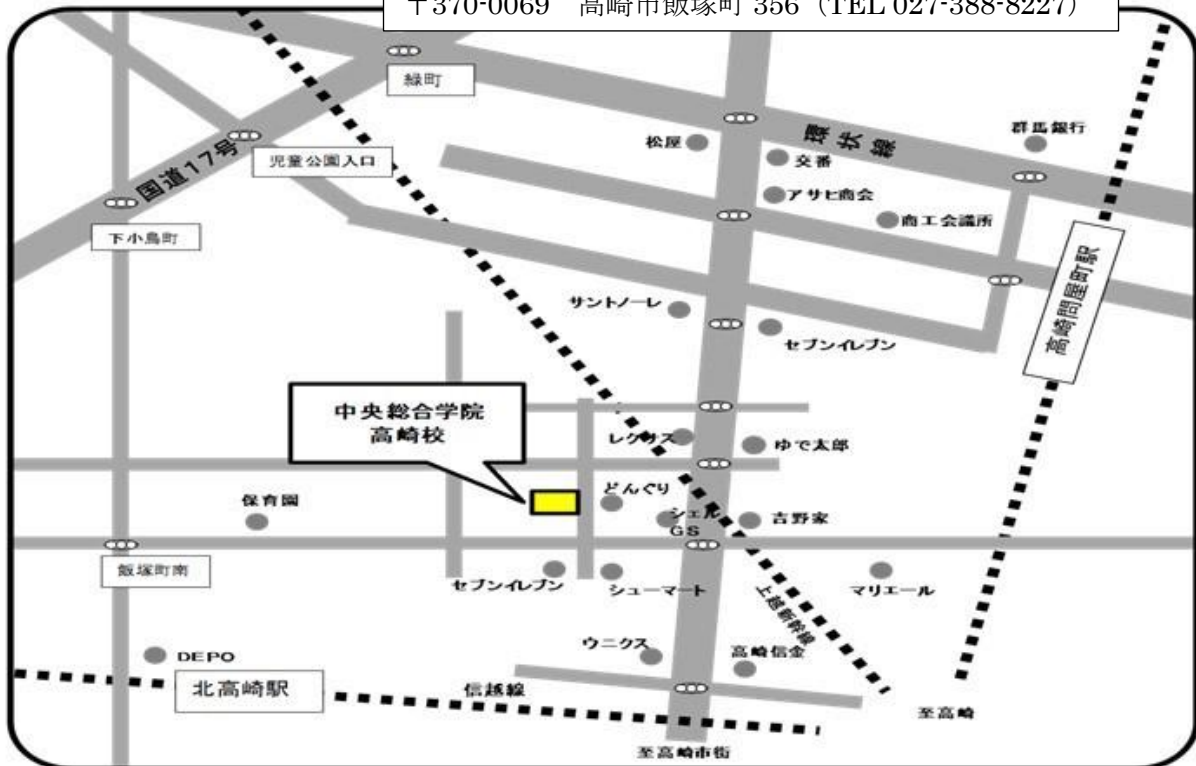 〒370-0069　高崎市飯塚町 356（TEL 027-388-8227）
緑町
環状線
群馬銀行
松屋
交番
国道17号
児童公園入口
アサヒ商会
商工会議所
下小鳥町
高崎問屋町駅
サントノーレ
セブンイレブン
中央総合学院
高崎校
レクサス
ゆで太郎
どんぐり
保育園
シェル
GS
吉野家
飯塚町南
セブンイレブン
シューマート
マリエール
上越新幹線
ウニクス
高崎信金
DEPO
北高崎駅
信越線
至高崎
至高崎市街